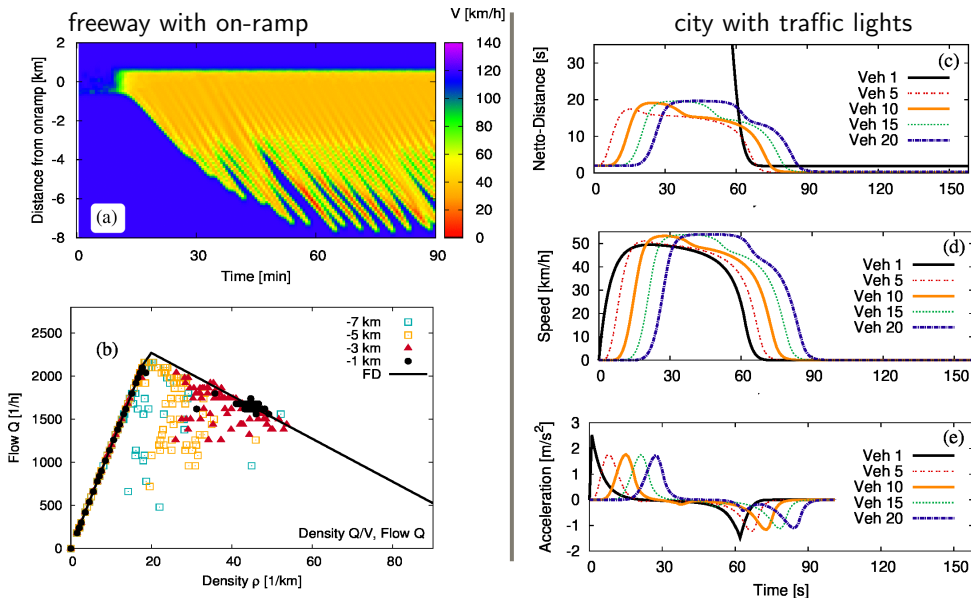 freeway with on-ramp
V [km/h]
2
0
-2
-4
-6
-8
Distance from onramp [km]
(a)
0
30
60
90
Time [min]
140
120
100
80
60
40
20
0
(b)
-7 km
-5 km
-3 km
-1 km
FD
2500
2000
1500
1000
500
0
Flow Q [1/h]
Density Q/V, Flow Q
0
20
40
60
80
Density ρ [1/km]
city with traffic lights
(c)
Veh 1
Veh 5
Veh 10
Veh 15
Veh 20
30
20
10
0
Netto-Distance [s]
0
30
60
90
120
150
(d)
Veh 1
Veh 5
Veh 10
Veh 15
Veh 20
50
40
30
20
10
0
Speed [km/h]
0
30
60
90
120
150
(e)
Veh 1
Veh 5
Veh 10
Veh 15
Veh 20
3
2
1
0
-1
-2
Acceleration [m/s²]
0
30
60
90
120
150
Time [s]